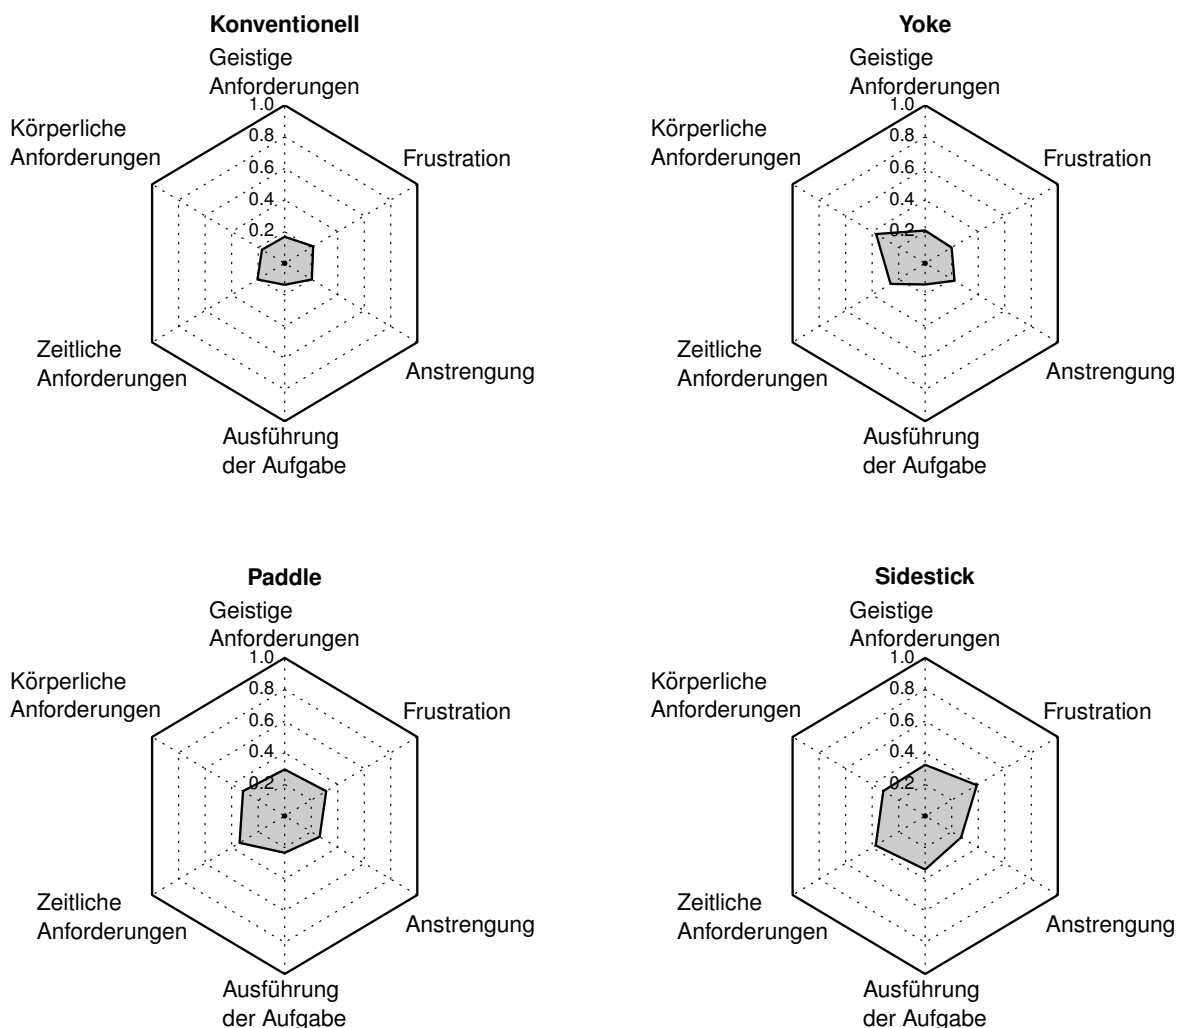 Konventionell
Geistige
Anforderungen
1.0
Körperliche
Anforderungen
0.8
Frustration
0.6
0.4
0.2
Zeitliche
Anforderungen
Anstrengung
Ausführung
der Aufgabe
Yoke
Geistige
Anforderungen
1.0
Körperliche
Anforderungen
0.8
Frustration
0.6
0.4
0.2
Zeitliche
Anforderungen
Anstrengung
Ausführung
der Aufgabe
Paddle
Geistige
Anforderungen
1.0
Körperliche
Anforderungen
0.8
Frustration
0.6
0.4
0.2
Zeitliche
Anforderungen
Anstrengung
Ausführung
der Aufgabe
Sidestick
Geistige
Anforderungen
1.0
Körperliche
Anforderungen
0.8
Frustration
0.6
0.4
0.2
Zeitliche
Anforderungen
Anstrengung
Ausführung
der Aufgabe